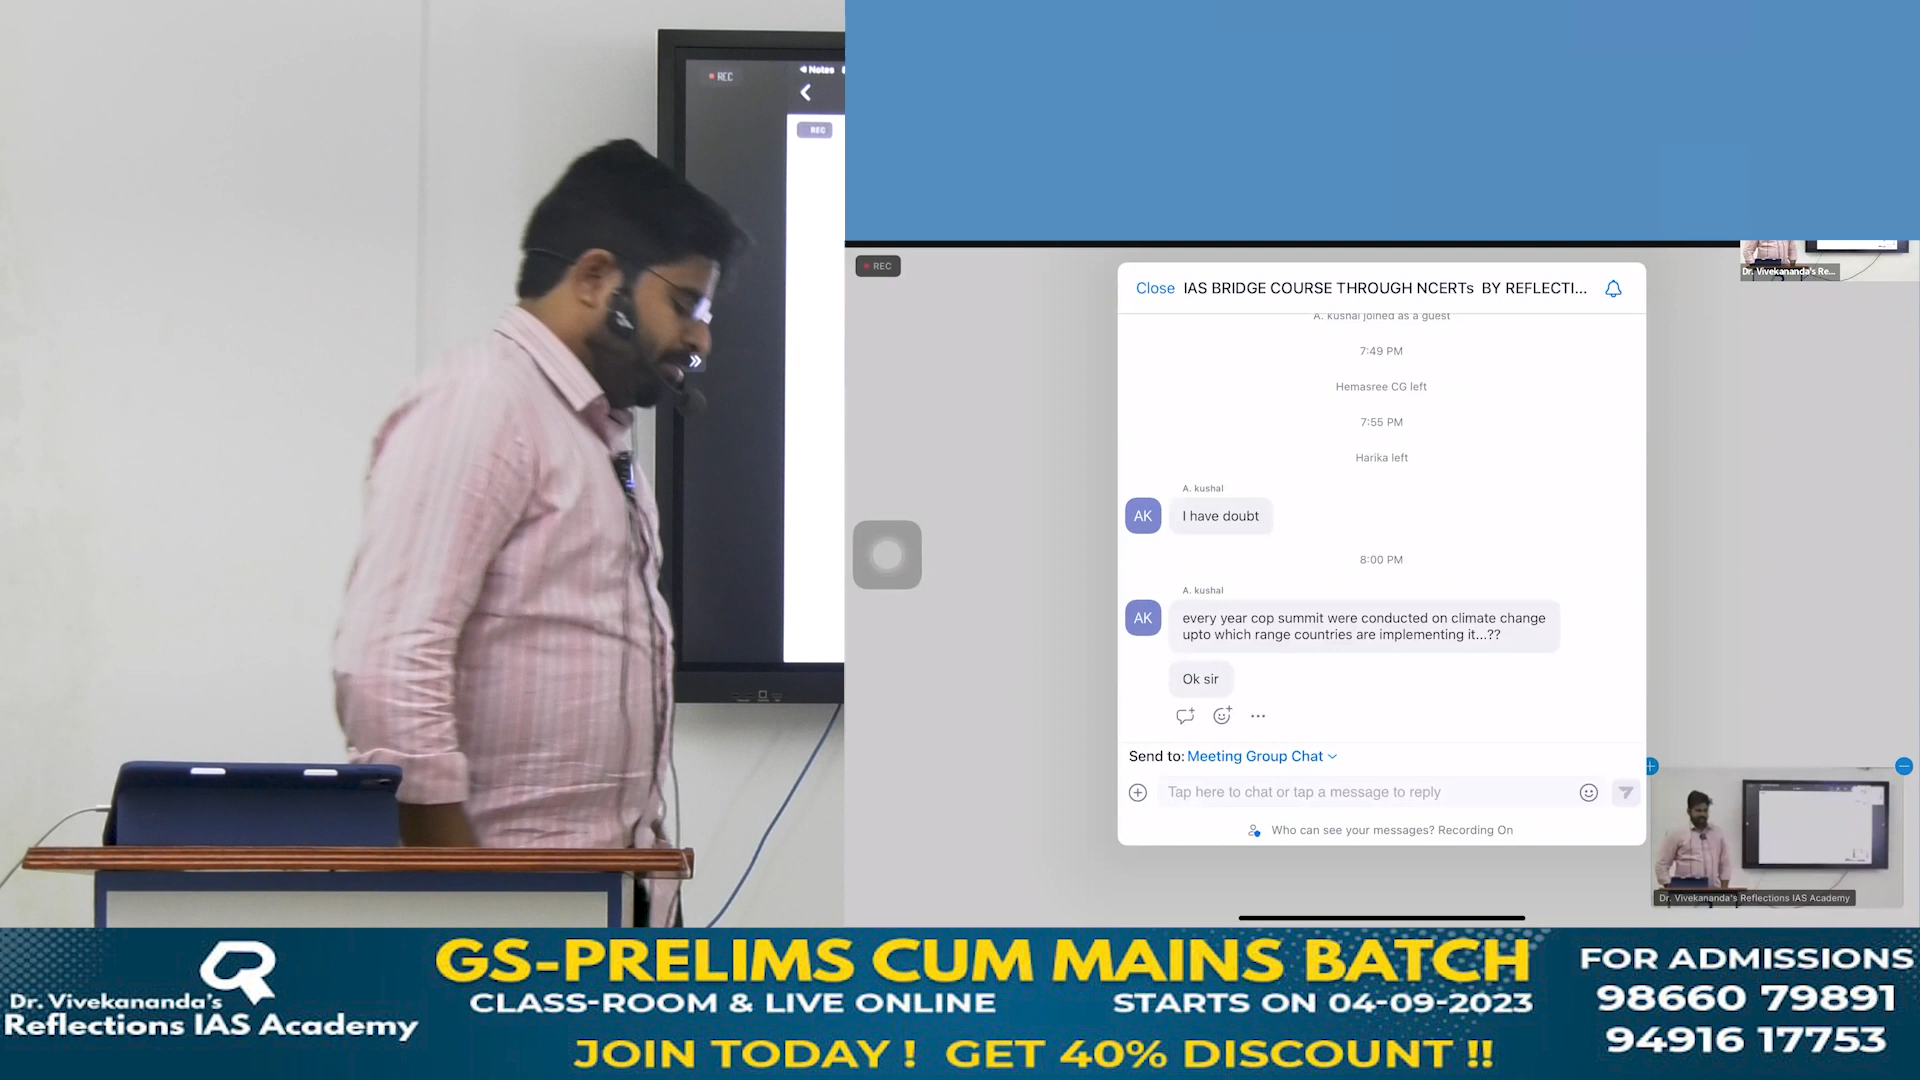 REC
Notes
REC
REC
Dr. Vivekananda's Re...
Close IAS BRIDGE COURSE THROUGH NCERTs BY REFLECTI...
A. kushal joined as a guest
7:49 PM
Hemasree CG left
7:55 PM
Harika left
A. kushal
AK
I have doubt
8:00 PM
A. kushal
AK
every year cop summit were conducted on climate change
upto which range countries are implementing it...??
Ok sir
Send to: Meeting Group Chat
Tap here to chat or tap a message to reply
Who can see your messages? Recording On
Dr. Vivekananda's Reflections IAS Academy
Dr. Vivekananda's
Reflections IAS Academy
GS-PRELIMS CUM MAINS BATCH
CLASS-ROOM & LIVE ONLINE STARTS ON 04-09-2023
JOIN TODAY ! GET 40% DISCOUNT !!
FOR ADMISSIONS
98660 79891
94916 17753